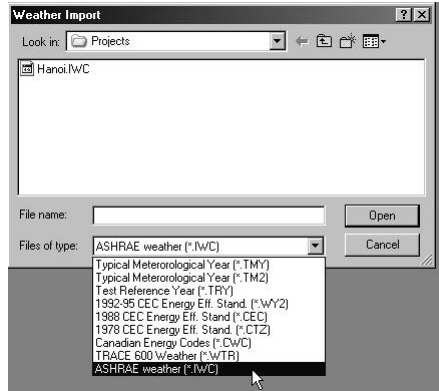 Weather Import
Look in: Projects
Hanoi.IWC
File name:
Open
Files of type: ASHRAE weather (*.IWC)
Cancel
Typical Meterorological Year (*.TMY)
Typical Meterorological Year (*.TM2)
Test Reference Year (*.TRY)
1992-95 CEC Energy Eff. Stand. (*.WY2)
1988 CEC Energy Eff. Stand (*.CEC)
1978 CEC Energy Eff. Stand. (*.CTZ)
Canadian Energy Codes (*.CWC)
TRACE 600 Weather (*.WTR)
ASHRAE weather (*.IWC)